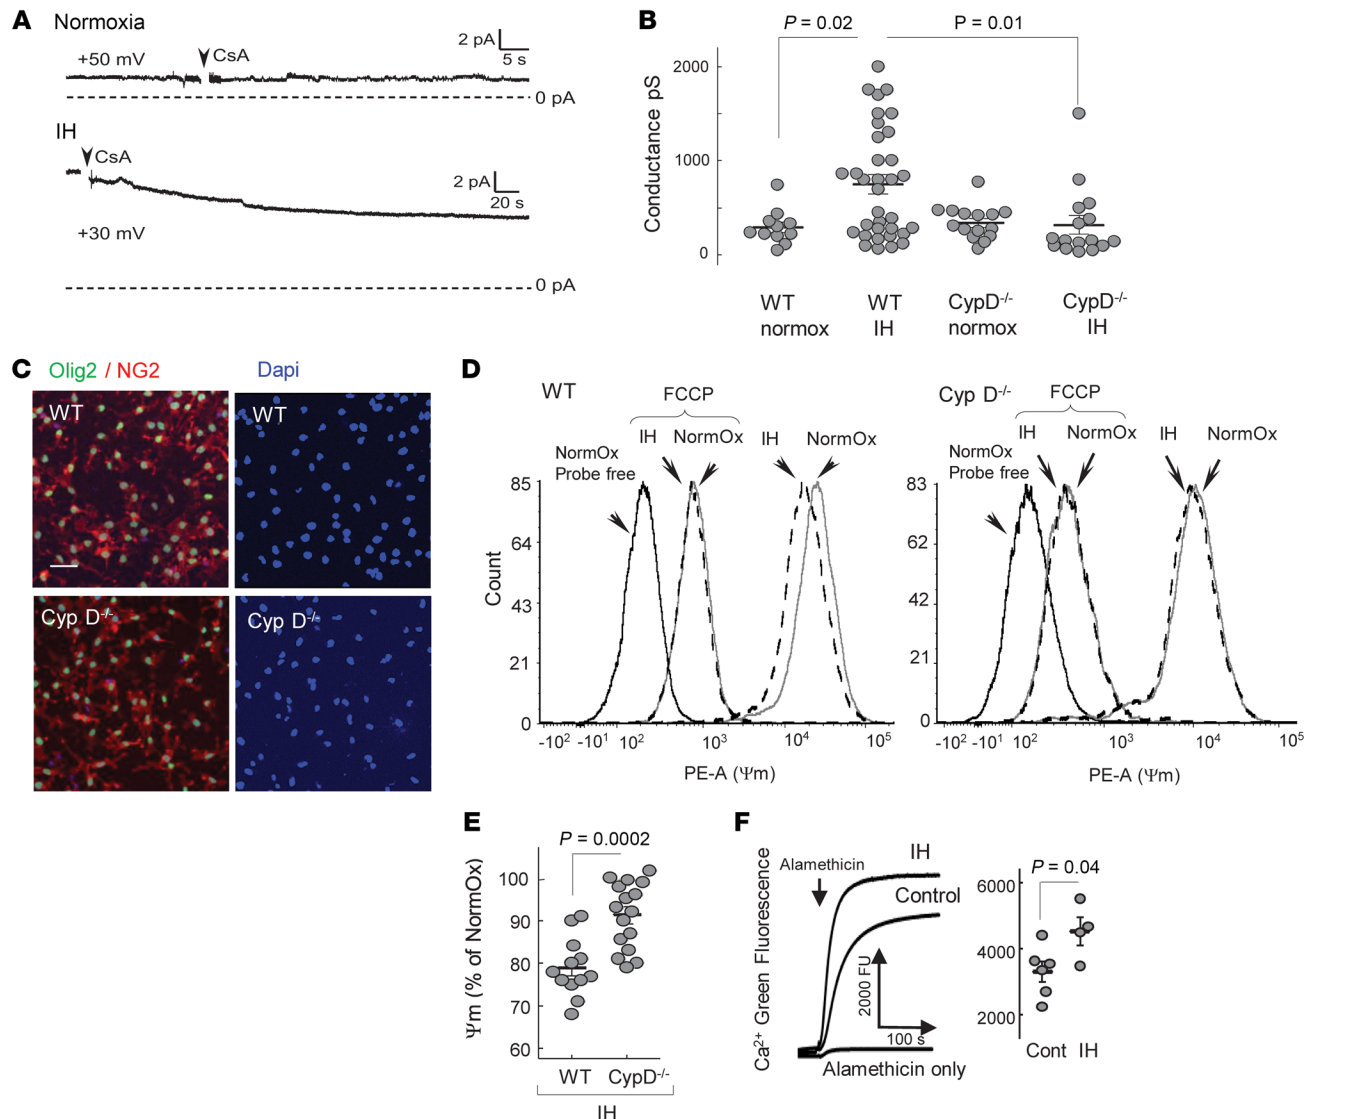 A Normoxia
+50 mV
CsA
2 pA
5 s
0 pA
IH
CsA
2 pA
20 s
+30 mV
0 pA
B
P = 0.02
P = 0.01
Conductance pS
2000
1000
0
WT
normox
WT
IH
CypD-/-
normox
CypD-/-
IH
C Olig2 / NG2
Dapi
WT
WT
Cyp D-/-
Cyp D-/-
D
WT
FCCP
IH
NormOx
IH
NormOx
NormOx
Probe free
Count
85
64
43
21
0
-10² -10¹ 10² 10³ 10⁴ 10⁵
PE-A (Ψm)
Cyp D-/-
FCCP
IH
NormOx
IH
NormOx
NormOx
Probe free
83
62
42
21
0
-10² -10¹ 10² 10³ 10⁴ 10⁵
PE-A (Ψm)
E
P = 0.0002
Ψm (% of NormOx)
100
90
80
70
60
WT CypD-/-
IH
F
Ca²⁺ Green Fluorescence
Alamethicin
IH
Control
2000 FU
100 s
Alamethicin only
P = 0.04
6000
4000
2000
Cont IH